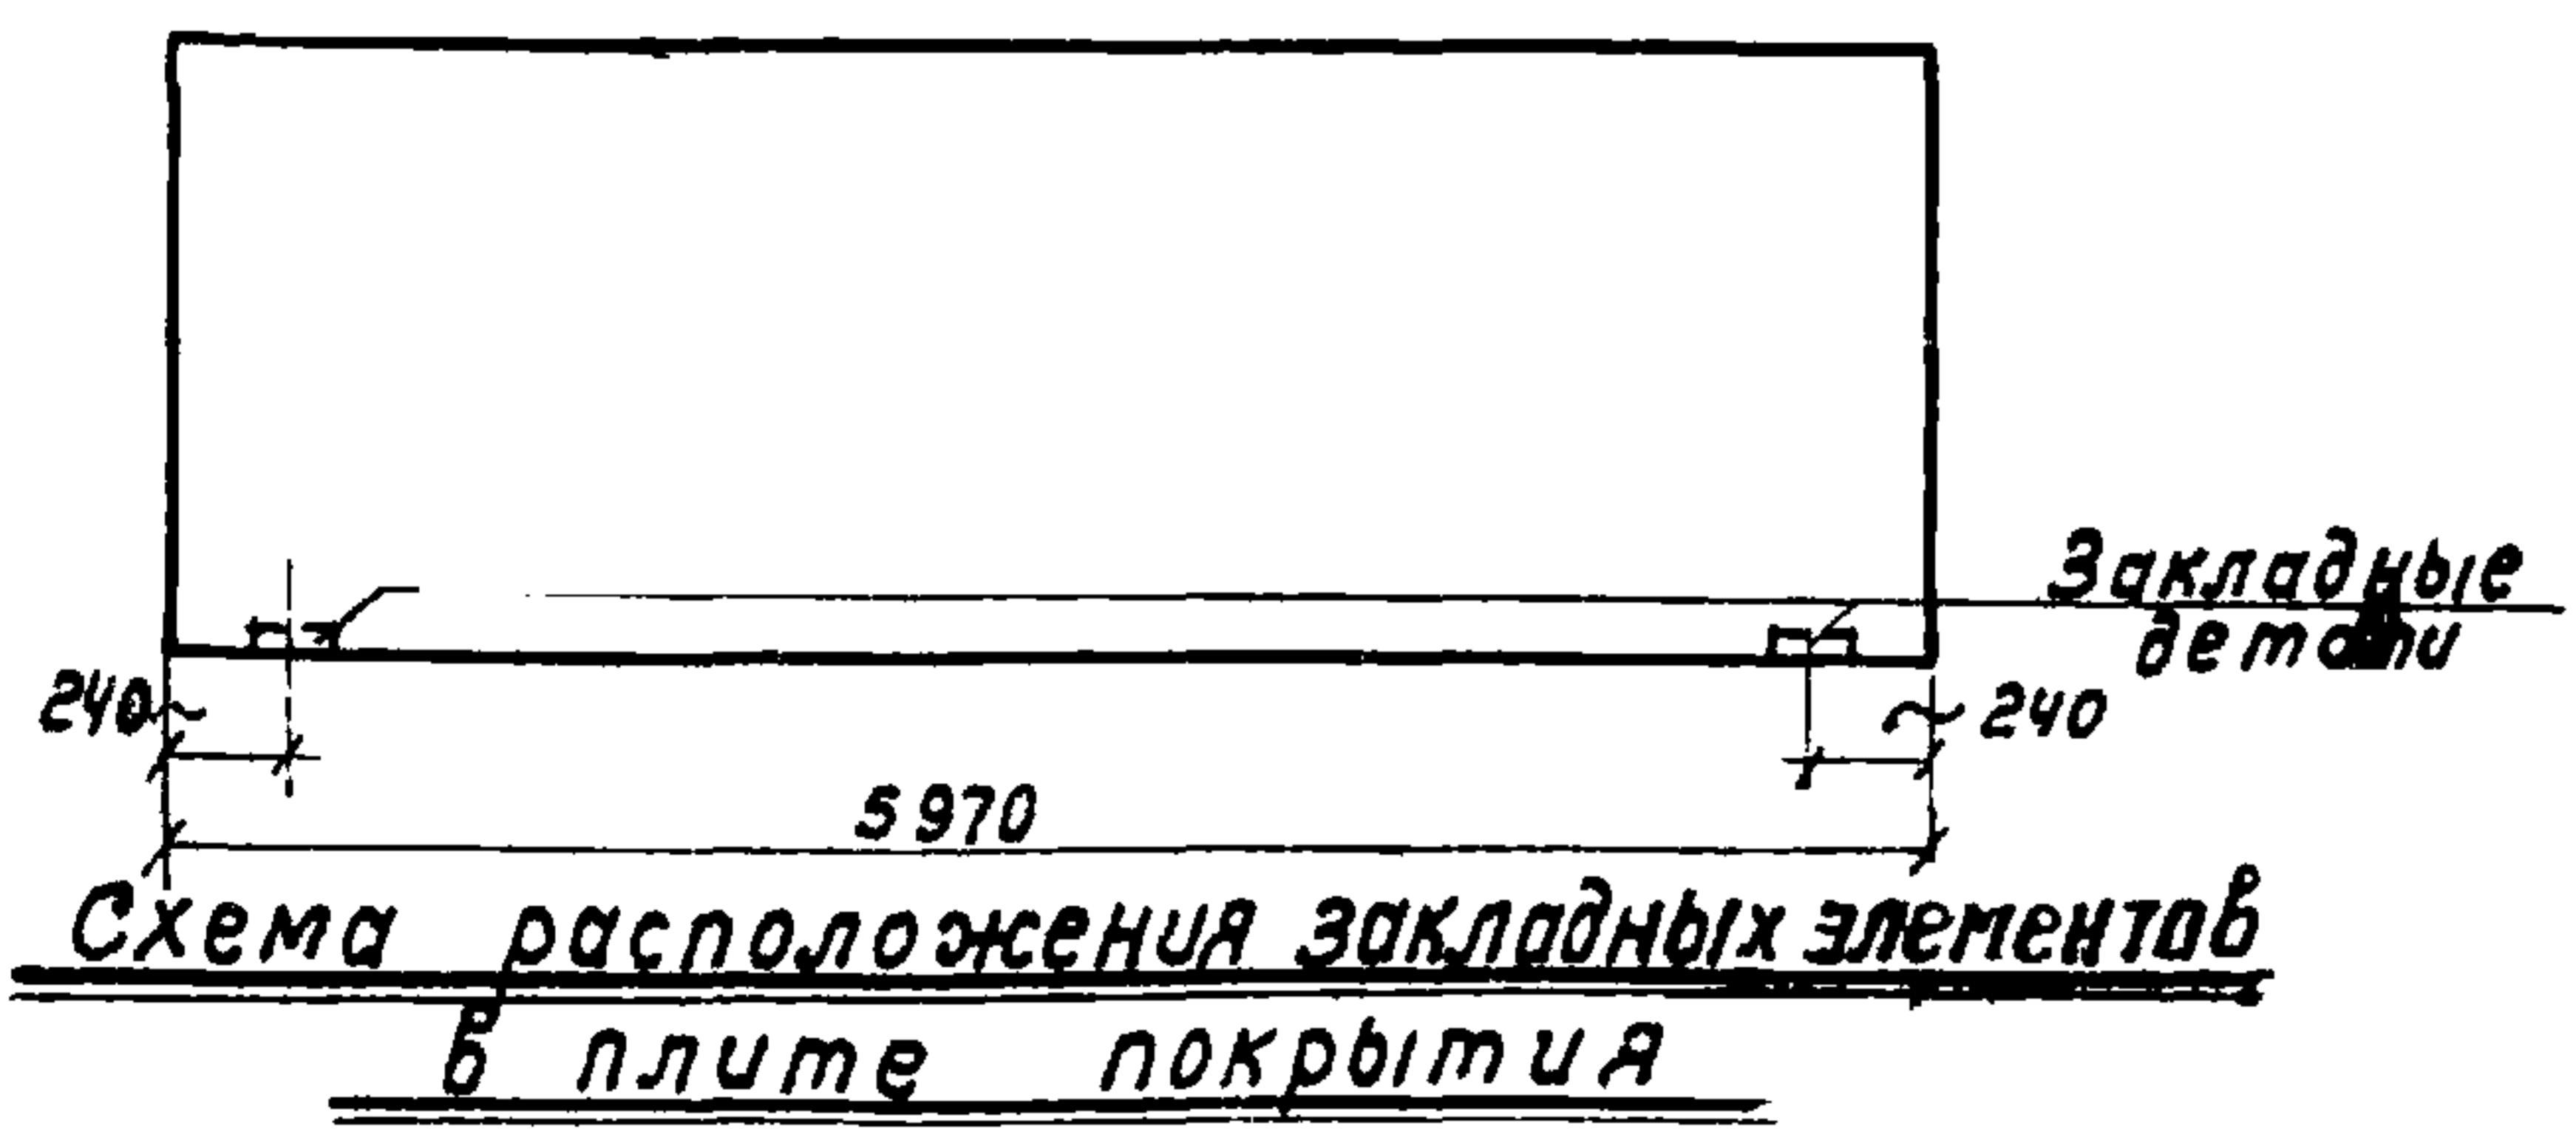 Закладные
детали
240~
~240
5970
Схема расположения закладных элементов
в плите покрытия